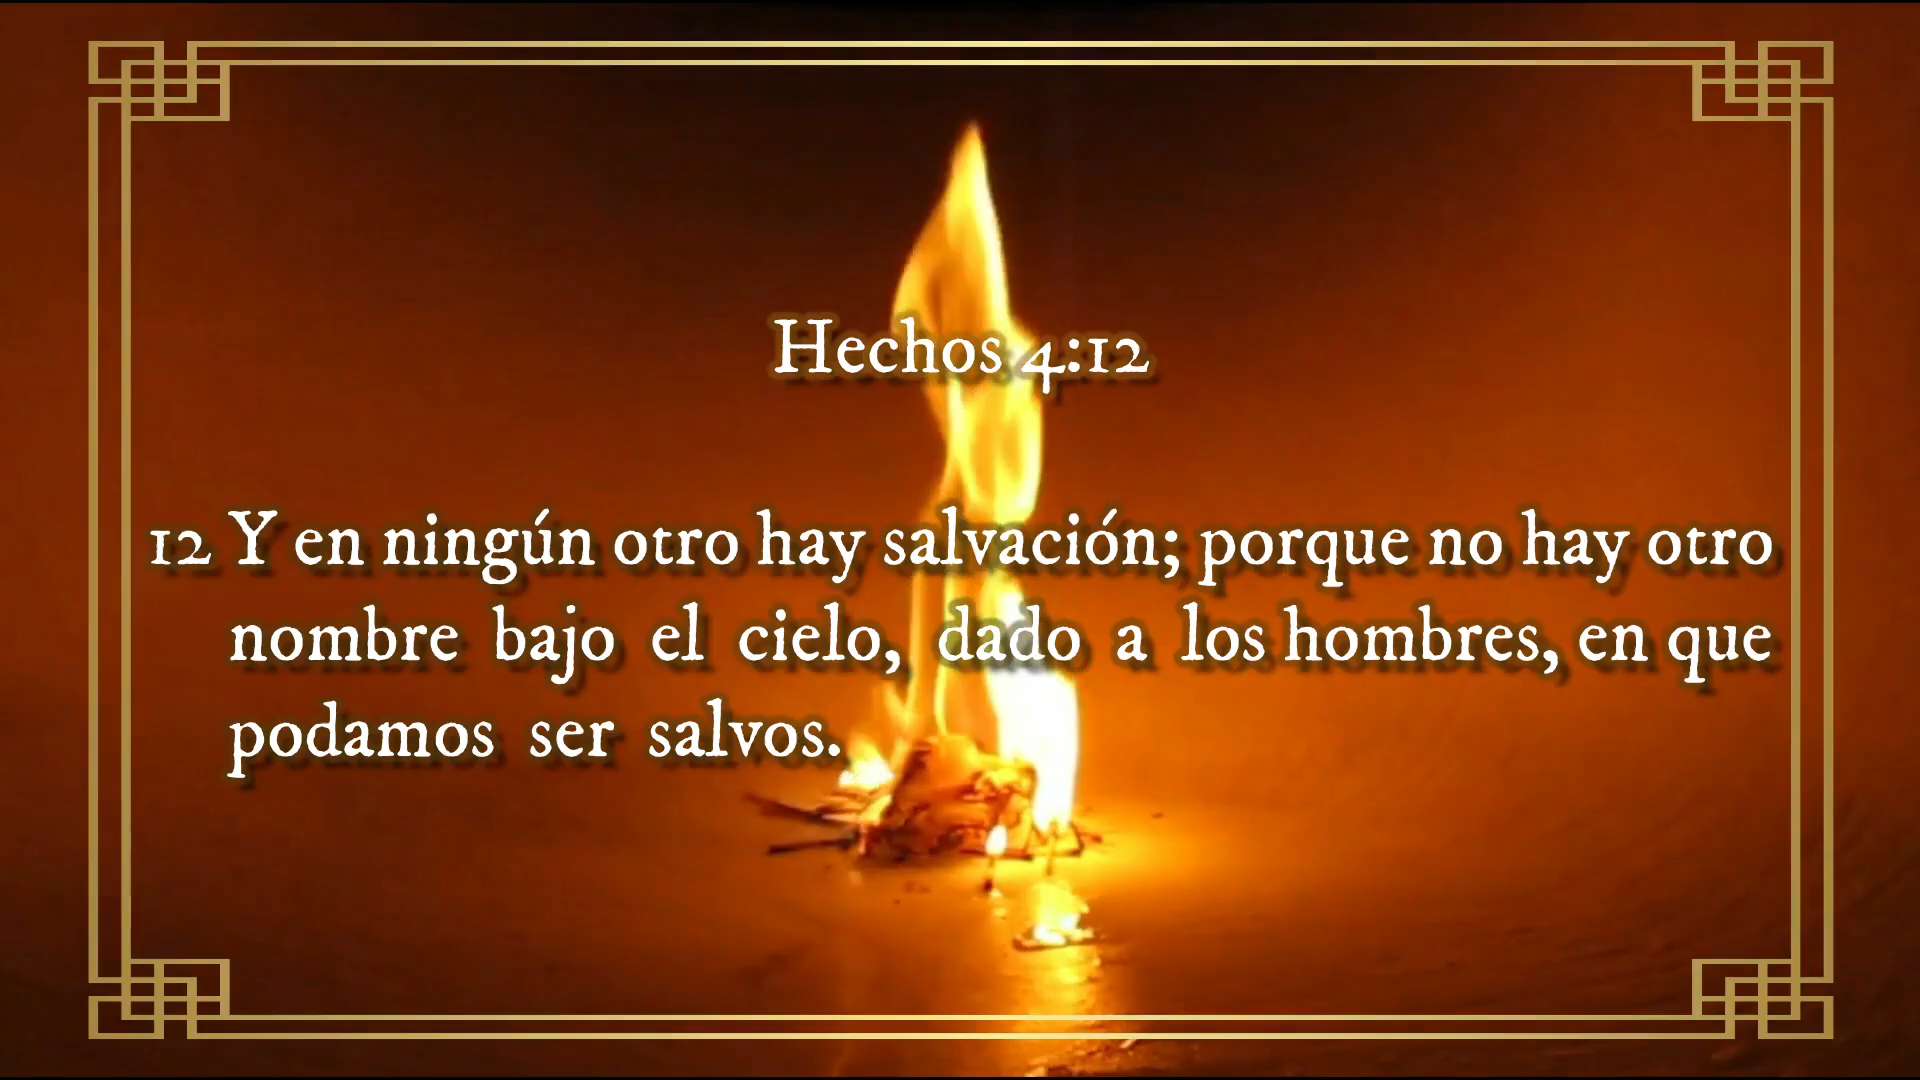 Hechos 4:12
12 Y en ningún otro hay salvación; porque no hay otro
nombre bajo el cielo, dado a los hombres, en que
podamos ser salvos.